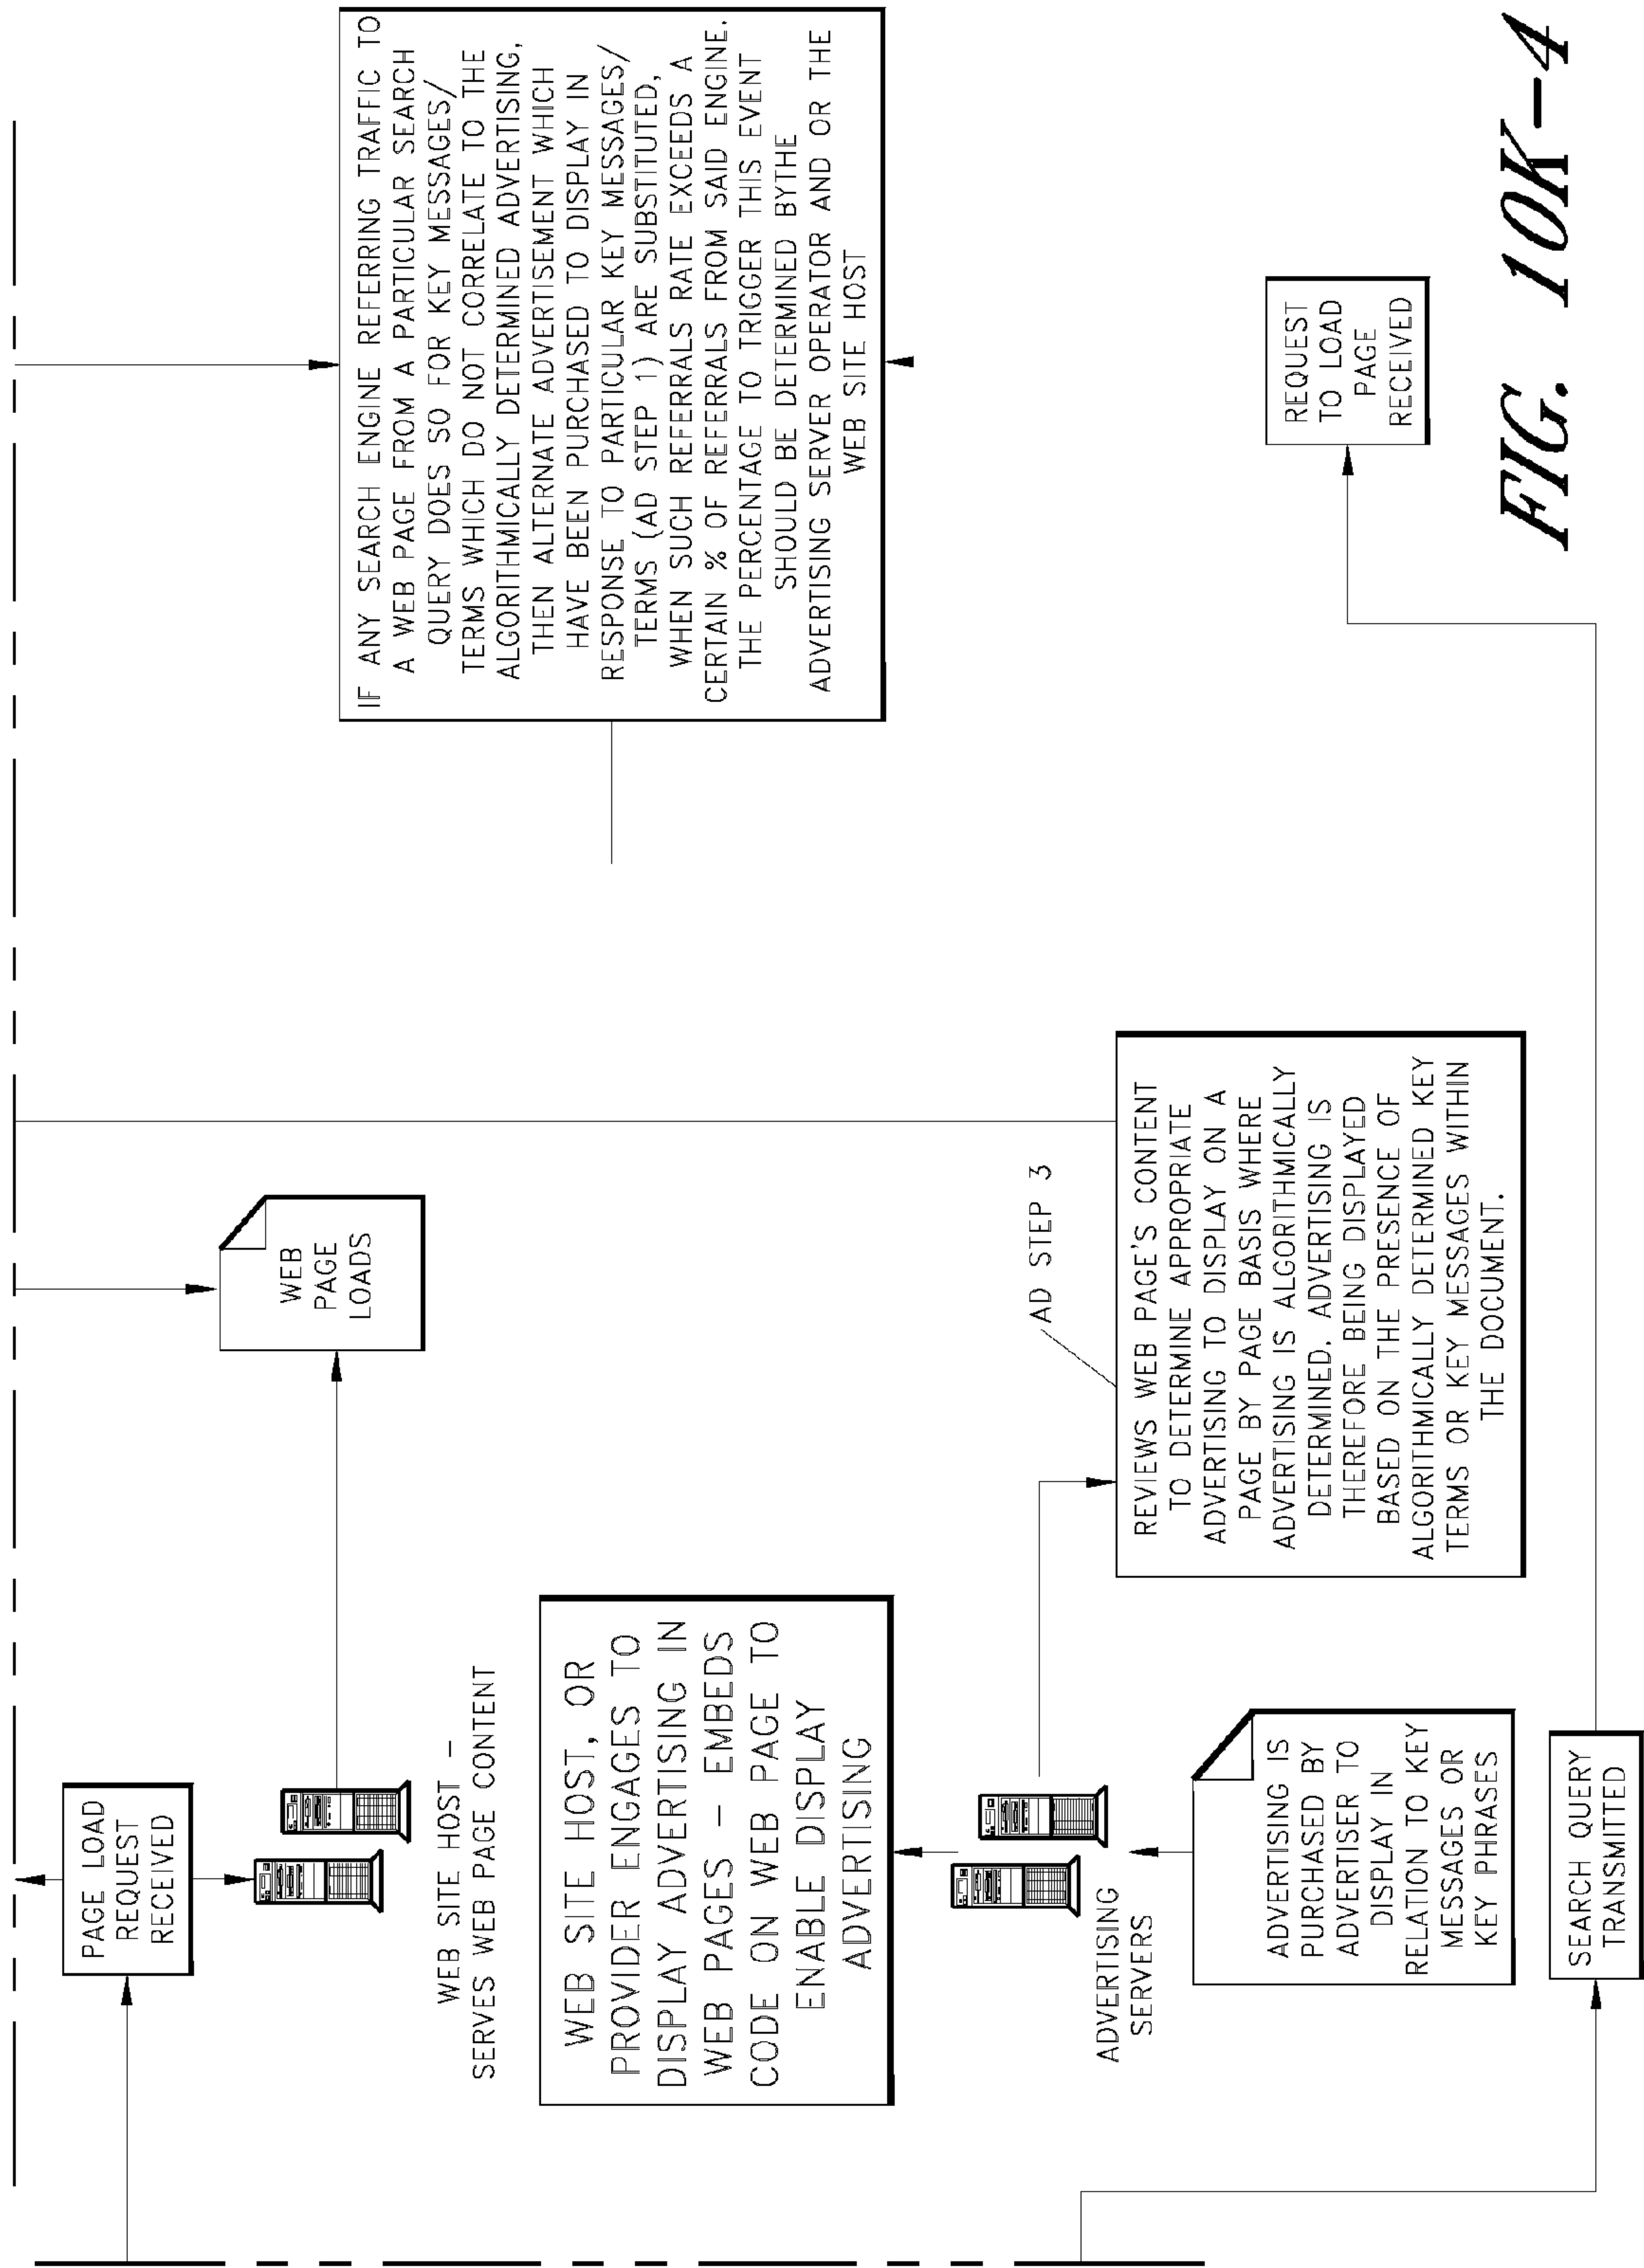 PAGE LOAD
REQUEST
RECEIVED
WEB SITE HOST –
SERVES WEB PAGE CONTENT
WEB
PAGE
LOADS
WEB SITE HOST, OR
PROVIDER ENGAGES TO
DISPLAY ADVERTISING IN
WEB PAGES – EMBEDS
CODE ON WEB PAGE TO
ENABLE DISPLAY
ADVERTISING
ADVERTISING
SERVERS
ADVERTISING IS
PURCHASED BY
ADVERTISER TO
DISPLAY IN
RELATION TO KEY
MESSAGES OR
KEY PHRASES
SEARCH QUERY
TRANSMITTED
AD STEP 3
REVIEWS WEB PAGE'S CONTENT
TO DETERMINE APPROPRIATE
ADVERTISING TO DISPLAY ON A
PAGE BY PAGE BASIS WHERE
ADVERTISING IS ALGORITHMICALLY
DETERMINED. ADVERTISING IS
THEREFORE BEING DISPLAYED
BASED ON THE PRESENCE OF
ALGORITHMICALLY DETERMINED KEY
TERMS OR KEY MESSAGES WITHIN
THE DOCUMENT.
IF ANY SEARCH ENGINE REFERRING TRAFFIC TO
A WEB PAGE FROM A PARTICULAR SEARCH
QUERY DOES SO FOR KEY MESSAGES/
TERMS WHICH DO NOT CORRELATE TO THE
ALGORITHMICALLY DETERMINED ADVERTISING,
THEN ALTERNATE ADVERTISEMENT WHICH
HAVE BEEN PURCHASED TO DISPLAY IN
RESPONSE TO PARTICULAR KEY MESSAGES/
TERMS (AD STEP 1) ARE SUBSTITUTED,
WHEN SUCH REFERRALS RATE EXCEEDS A
CERTAIN % OF REFERRALS FROM SAID ENGINE.
THE PERCENTAGE TO TRIGGER THIS EVENT
SHOULD BE DETERMINED BYTHE
ADVERTISING SERVER OPERATOR AND OR THE
WEB SITE HOST
REQUEST
TO LOAD
PAGE
RECEIVED
FIG. 10K-4